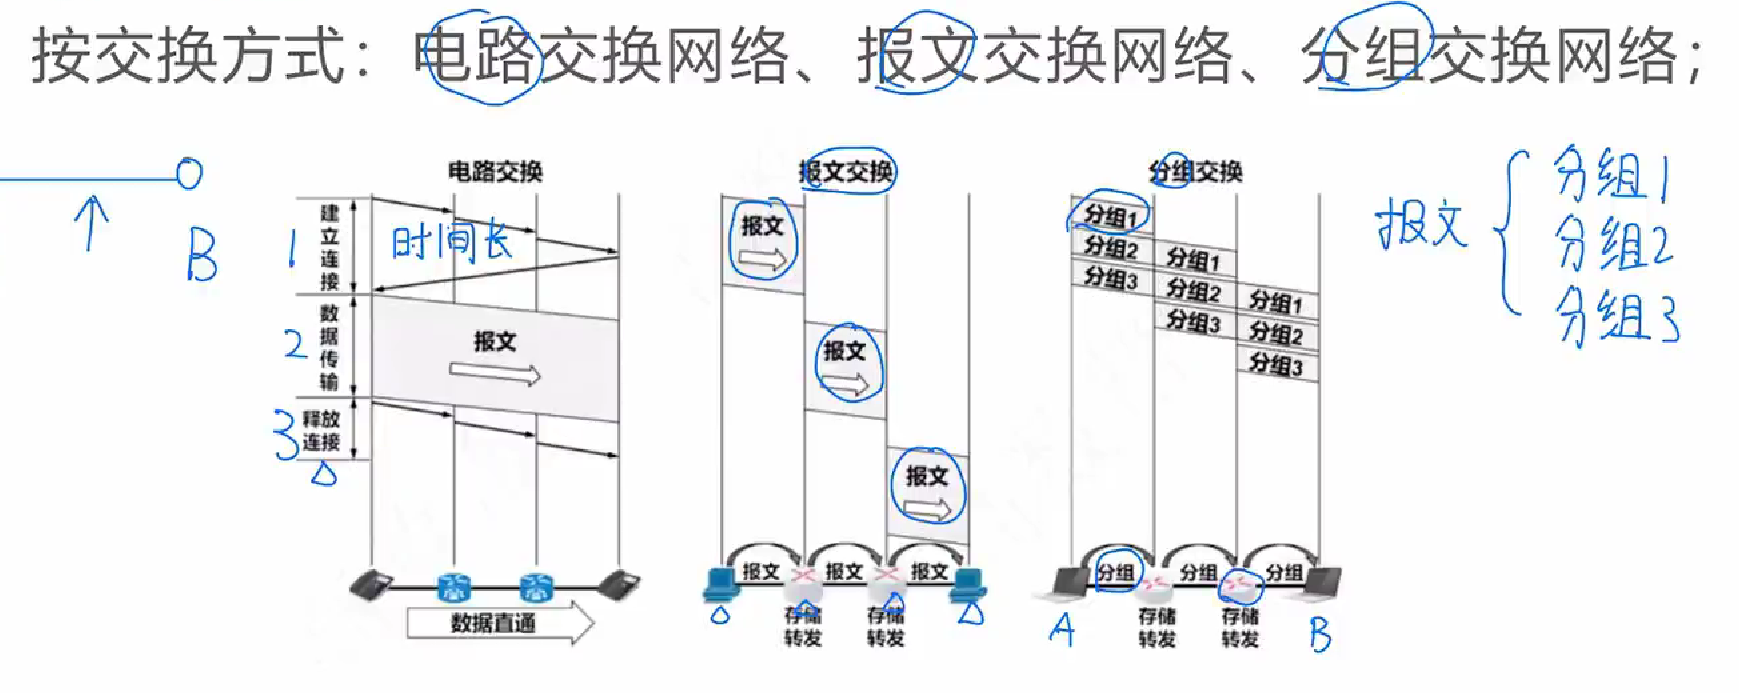 按交换方式：电路交换网络、报文交换网络、分组交换网络；
B
电路交换
1
建立连接
时间长
2
数据传输
报文
3
释放连接
数据直通
报文交换
报文
报文
报文
报文
报文
报文
存储转发
存储转发
分组交换
分组1
分组2
分组1
分组3
分组2
分组1
分组3
分组2
分组3
分组
分组
分组
A
存储转发
存储转发
B
报文
分组1
分组2
分组3